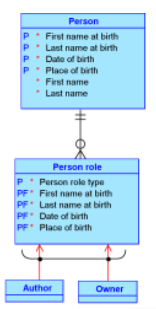 Person
P * First name at birth
P * Last name at birth
P * Date of birth
P * Place of birth
* First name
* Last name
Person role
P * Person role type
PF * First name at birth
PF * Last name at birth
PF * Date of birth
PF * Place of birth
Author
Owner